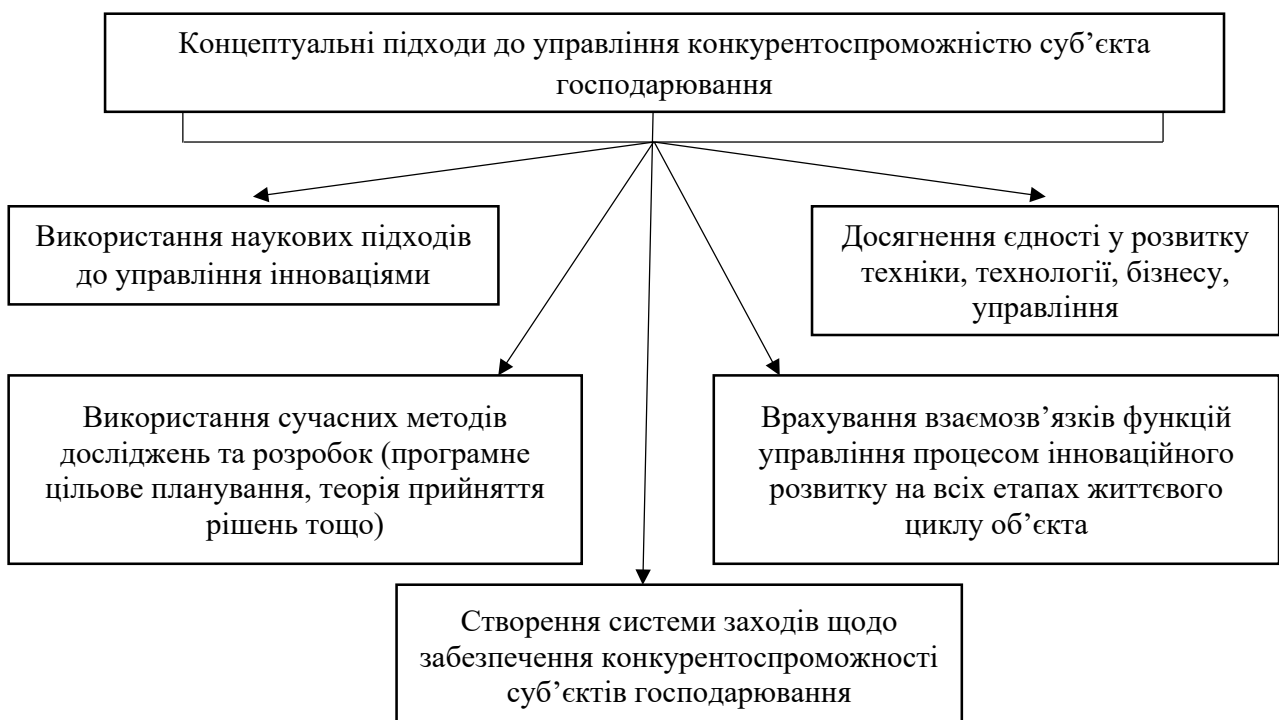 Концептуальні підходи до управління конкурентоспроможністю суб’єкта
господарювання
Використання наукових підходів
до управління інноваціями
Досягнення єдності у розвитку
техніки, технології, бізнесу,
управління
Використання сучасних методів
досліджень та розробок (програмне
цільове планування, теорія прийняття
рішень тощо)
Врахування взаємозв’язків функцій
управління процесом інноваційного
розвитку на всіх етапах життєвого
циклу об’єкта
Створення системи заходів щодо
забезпечення конкурентоспроможності
суб’єктів господарювання